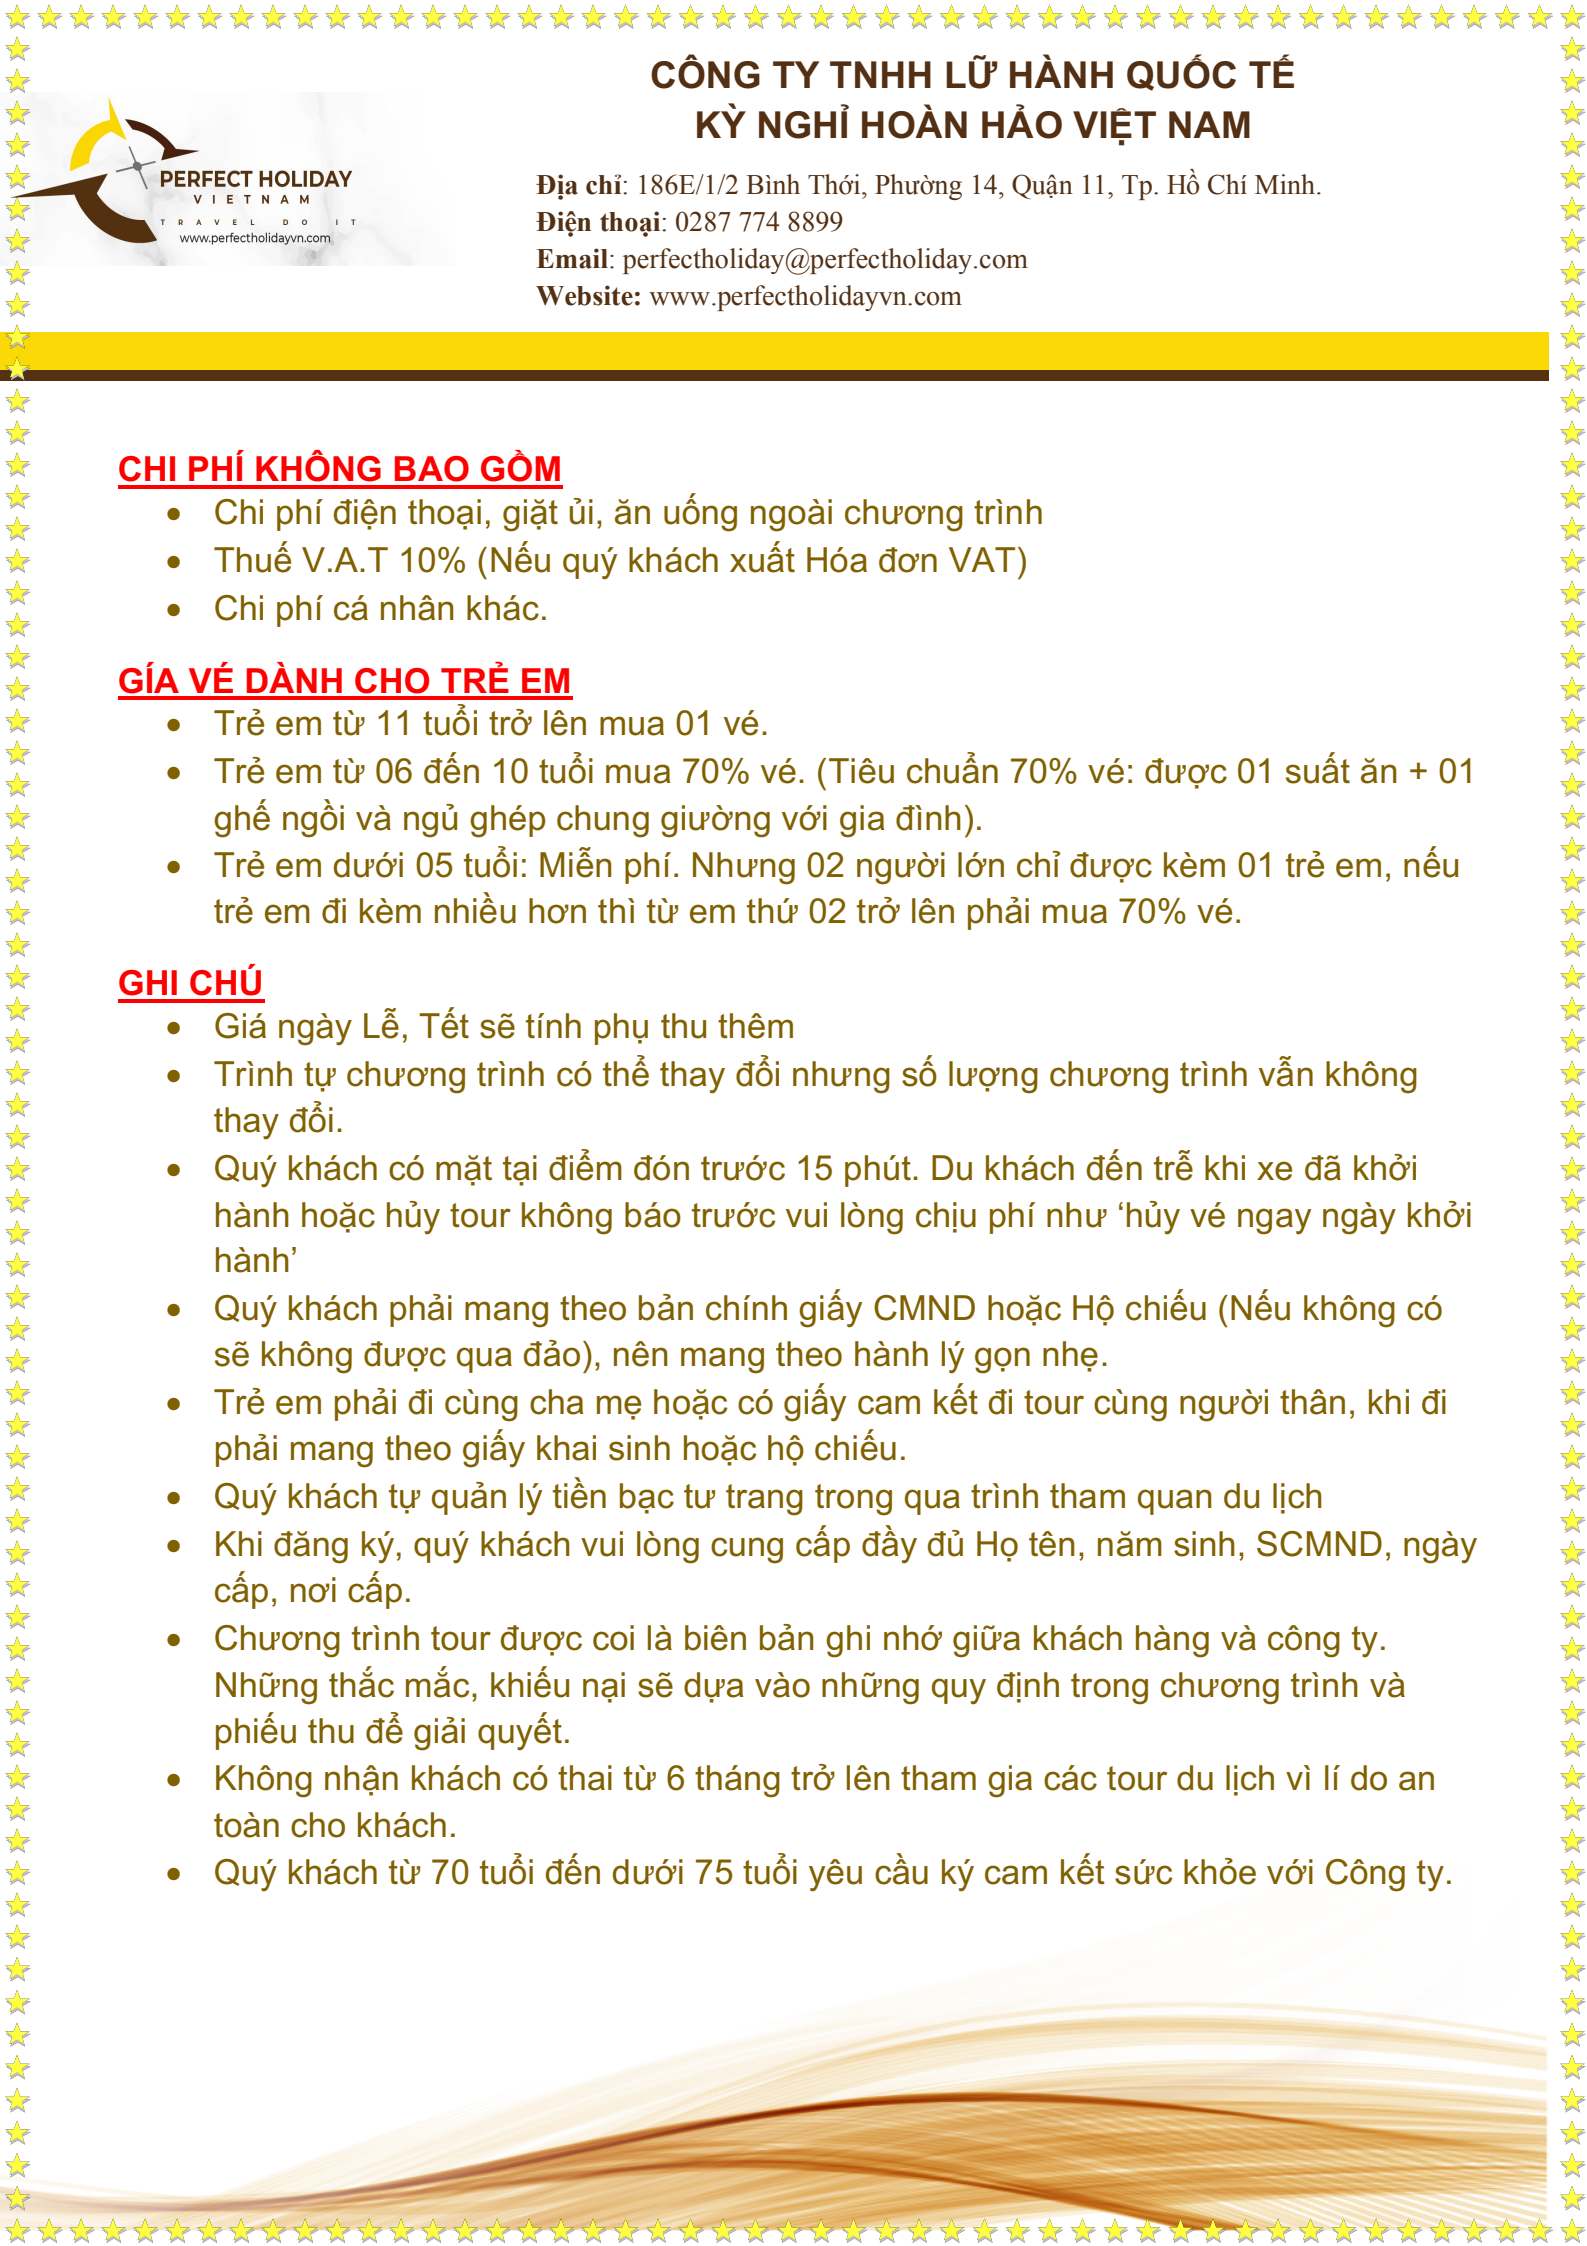 CÔNG TY TNHH LỮ HÀNH QUỐC TẾ
KỲ NGHỈ HOÀN HẢO VIỆT NAM
PERFECT HOLIDAY
VIETNAM
TRAVEL DO IT
www.perfectholidayvn.com
Địa chỉ: 186E/1/2 Bình Thới, Phường 14, Quận 11, Tp. Hồ Chí Minh.
Điện thoại: 0287 774 8899
Email: perfectholiday@perfectholiday.com
Website: www.perfectholidayvn.com
CHI PHÍ KHÔNG BAO GỒM
• Chi phí điện thoại, giặt ủi, ăn uống ngoài chương trình
• Thuế V.A.T 10% (Nếu quý khách xuất Hóa đơn VAT)
• Chi phí cá nhân khác.
GÍA VÉ DÀNH CHO TRẺ EM
• Trẻ em từ 11 tuổi trở lên mua 01 vé.
• Trẻ em từ 06 đến 10 tuổi mua 70% vé. (Tiêu chuẩn 70% vé: được 01 suất ăn + 01
ghế ngồi và ngủ ghép chung giường với gia đình).
• Trẻ em dưới 05 tuổi: Miễn phí. Nhưng 02 người lớn chỉ được kèm 01 trẻ em, nếu
trẻ em đi kèm nhiều hơn thì từ em thứ 02 trở lên phải mua 70% vé.
GHI CHÚ
• Giá ngày Lễ, Tết sẽ tính phụ thu thêm
• Trình tự chương trình có thể thay đổi nhưng số lượng chương trình vẫn không
thay đổi.
• Quý khách có mặt tại điểm đón trước 15 phút. Du khách đến trễ khi xe đã khởi
hành hoặc hủy tour không báo trước vui lòng chịu phí như ‘hủy vé ngay ngày khởi
hành’
• Quý khách phải mang theo bản chính giấy CMND hoặc Hộ chiếu (Nếu không có
sẽ không được qua đảo), nên mang theo hành lý gọn nhẹ.
• Trẻ em phải đi cùng cha mẹ hoặc có giấy cam kết đi tour cùng người thân, khi đi
phải mang theo giấy khai sinh hoặc hộ chiếu.
• Quý khách tự quản lý tiền bạc tư trang trong qua trình tham quan du lịch
• Khi đăng ký, quý khách vui lòng cung cấp đầy đủ Họ tên, năm sinh, SCMND, ngày
cấp, nơi cấp.
• Chương trình tour được coi là biên bản ghi nhớ giữa khách hàng và công ty.
Những thắc mắc, khiếu nại sẽ dựa vào những quy định trong chương trình và
phiếu thu để giải quyết.
• Không nhận khách có thai từ 6 tháng trở lên tham gia các tour du lịch vì lí do an
toàn cho khách.
• Quý khách từ 70 tuổi đến dưới 75 tuổi yêu cầu ký cam kết sức khỏe với Công ty.